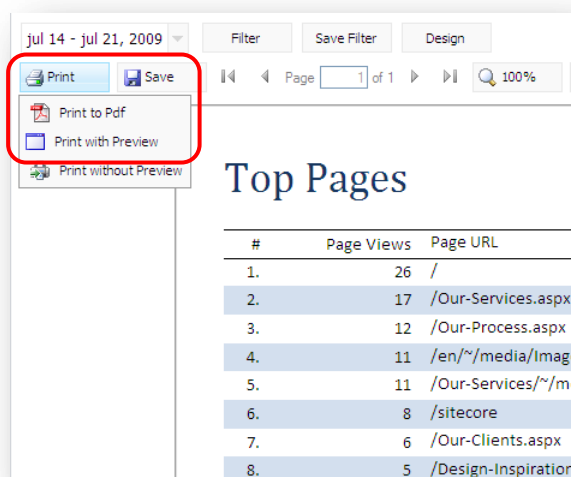 jul 14 - jul 21, 2009 Filter Save Filter Design
Print Save Page 1 of 1 100%
Print to Pdf
Print with Preview
Print without Preview
Top Pages
# Page Views Page URL
1. 26 /
2. 17 /Our-Services.aspx
3. 12 /Our-Process.aspx
4. 11 /en/~/media/Imag
5. 11 /Our-Services/~/m
6. 8 /sitecore
7. 6 /Our-Clients.aspx
8. 5 /Design-Inspiration